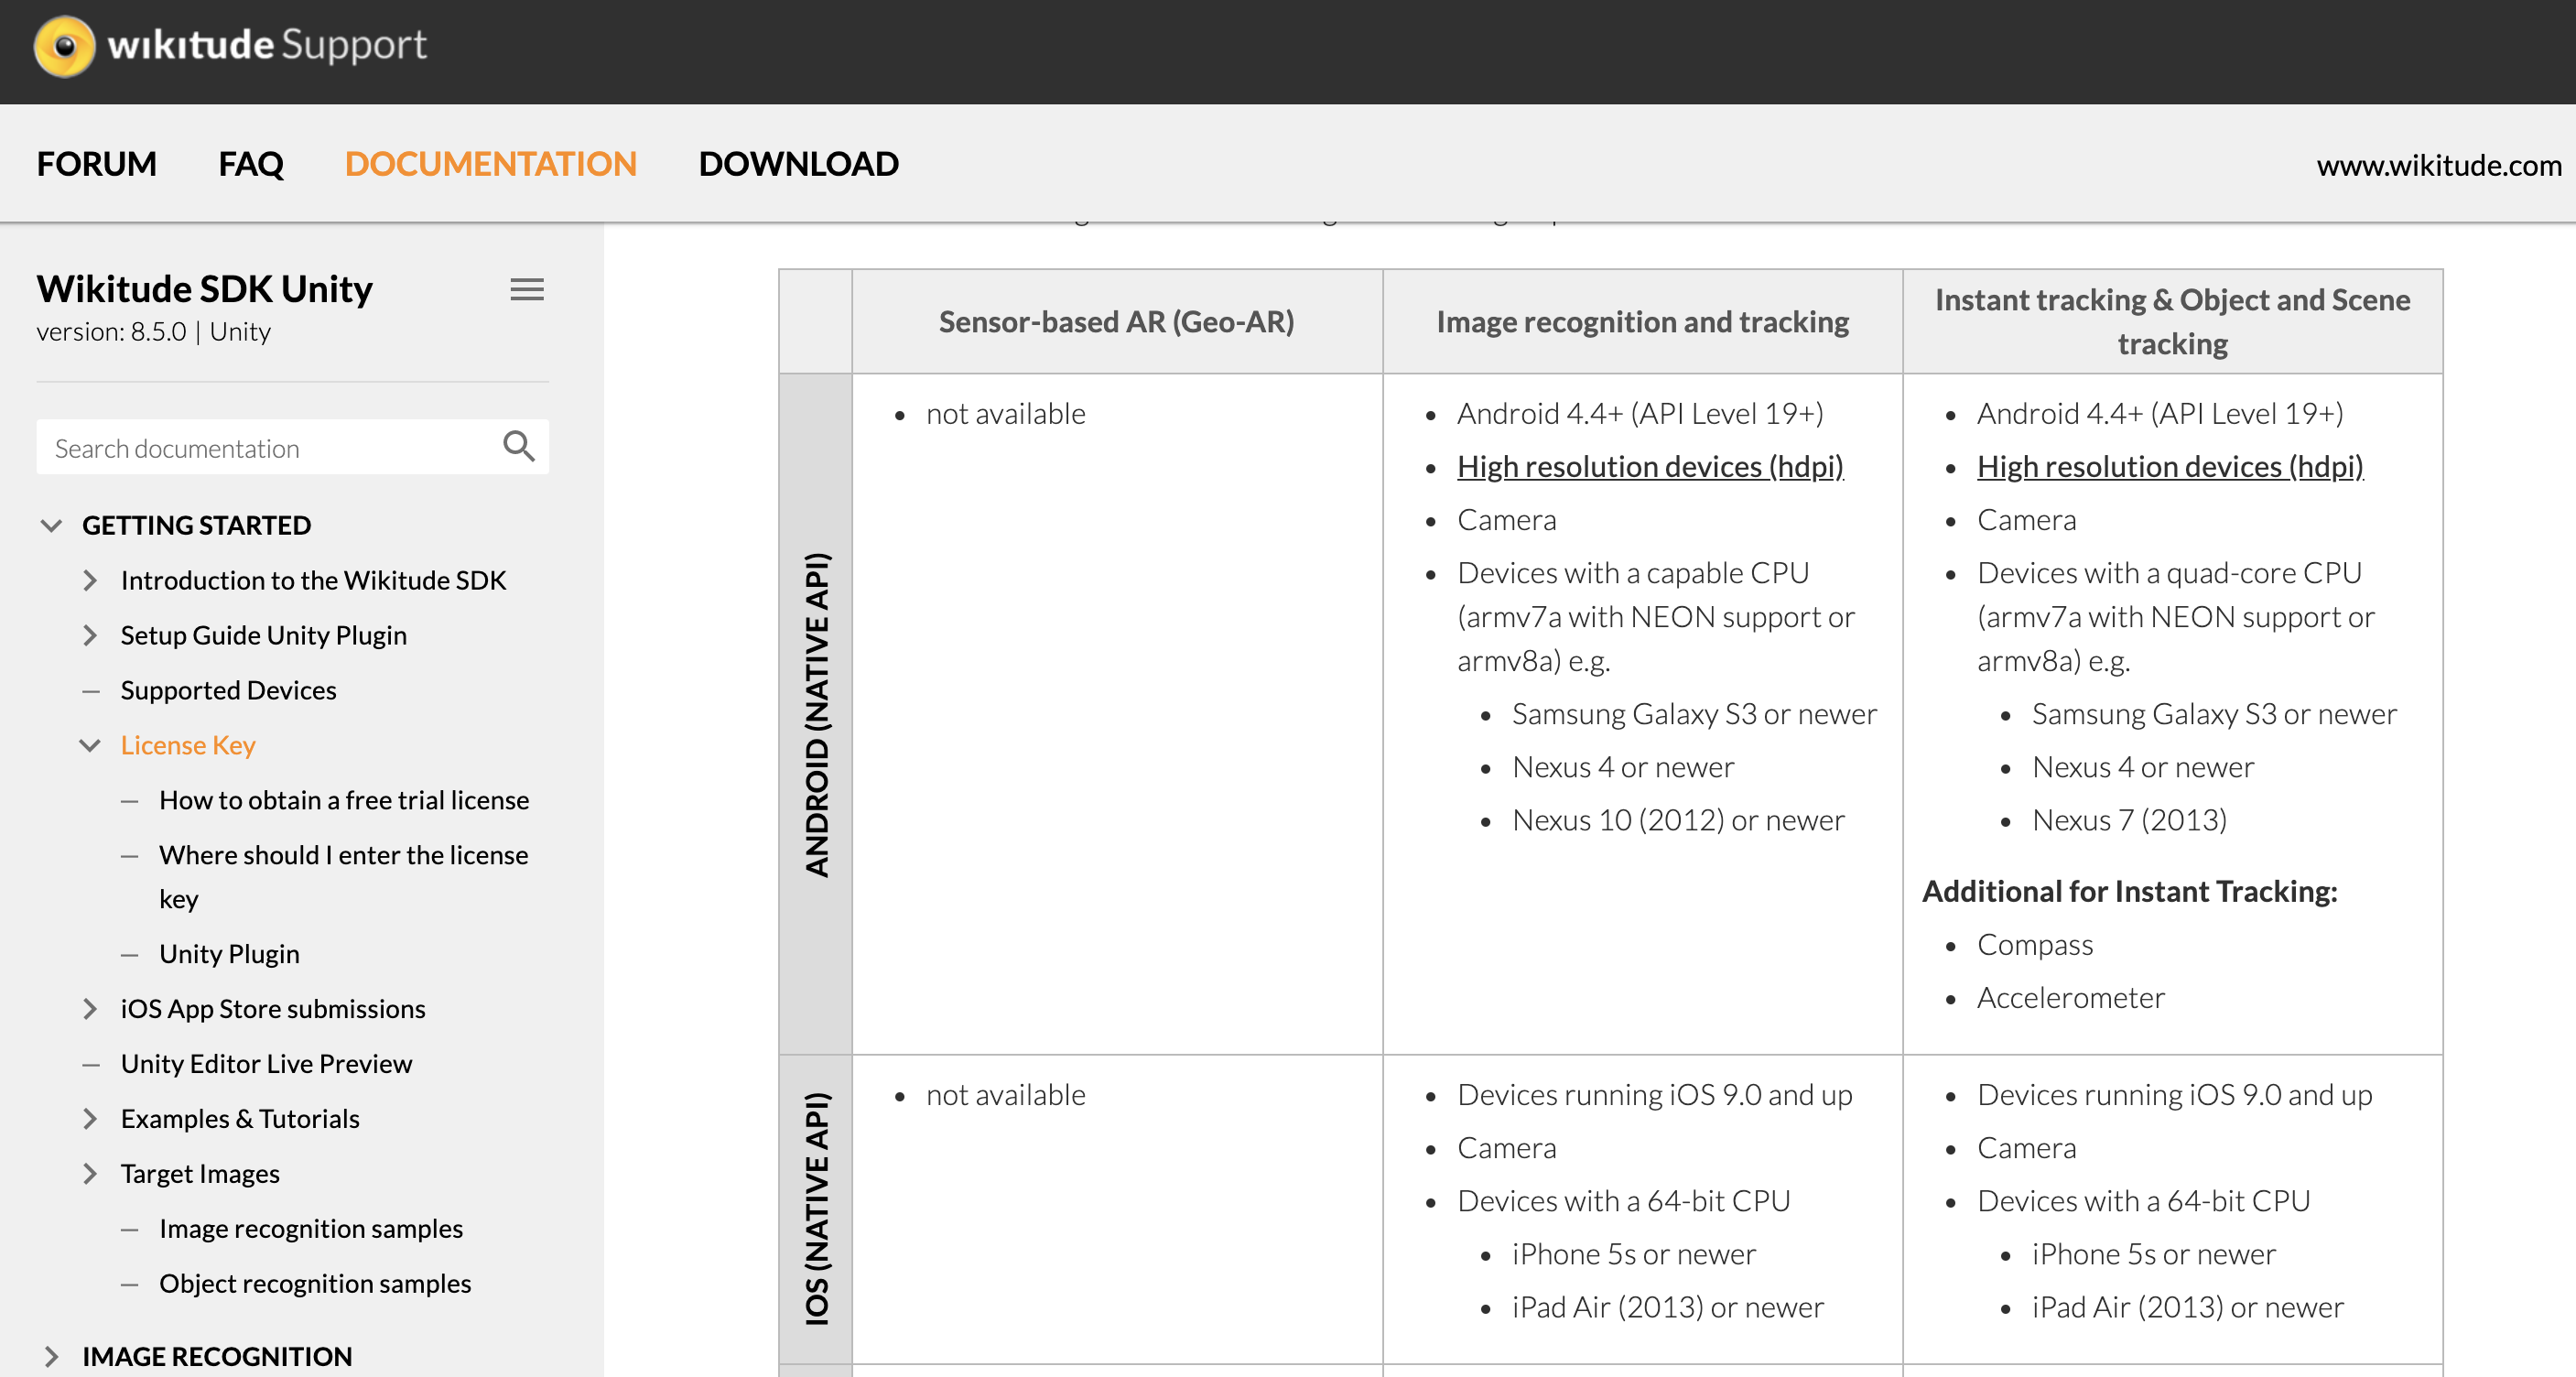 wikitude Support
FORUM
FAQ
DOCUMENTATION
DOWNLOAD
www.wikitude.com
Wikitude SDK Unity
version: 8.5.0 | Unity
Search documentation
GETTING STARTED
Introduction to the Wikitude SDK
Setup Guide Unity Plugin
Supported Devices
License Key
How to obtain a free trial license
Where should I enter the license
key
Unity Plugin
iOS App Store submissions
Unity Editor Live Preview
Examples & Tutorials
Target Images
Image recognition samples
Object recognition samples
IMAGE RECOGNITION
Sensor-based AR (Geo-AR)
Image recognition and tracking
Instant tracking & Object and Scene
tracking
ANDROID (NATIVE API)
not available
Android 4.4+ (API Level 19+)
High resolution devices (hdpi)
Camera
Devices with a capable CPU
(armv7a with NEON support or
armv8a) e.g.
Samsung Galaxy S3 or newer
Nexus 4 or newer
Nexus 10 (2012) or newer
Android 4.4+ (API Level 19+)
High resolution devices (hdpi)
Camera
Devices with a quad-core CPU
(armv7a with NEON support or
armv8a) e.g.
Samsung Galaxy S3 or newer
Nexus 4 or newer
Nexus 7 (2013)
Additional for Instant Tracking:
Compass
Accelerometer
IOS (NATIVE API)
not available
Devices running iOS 9.0 and up
Camera
Devices with a 64-bit CPU
iPhone 5s or newer
iPad Air (2013) or newer
Devices running iOS 9.0 and up
Camera
Devices with a 64-bit CPU
iPhone 5s or newer
iPad Air (2013) or newer